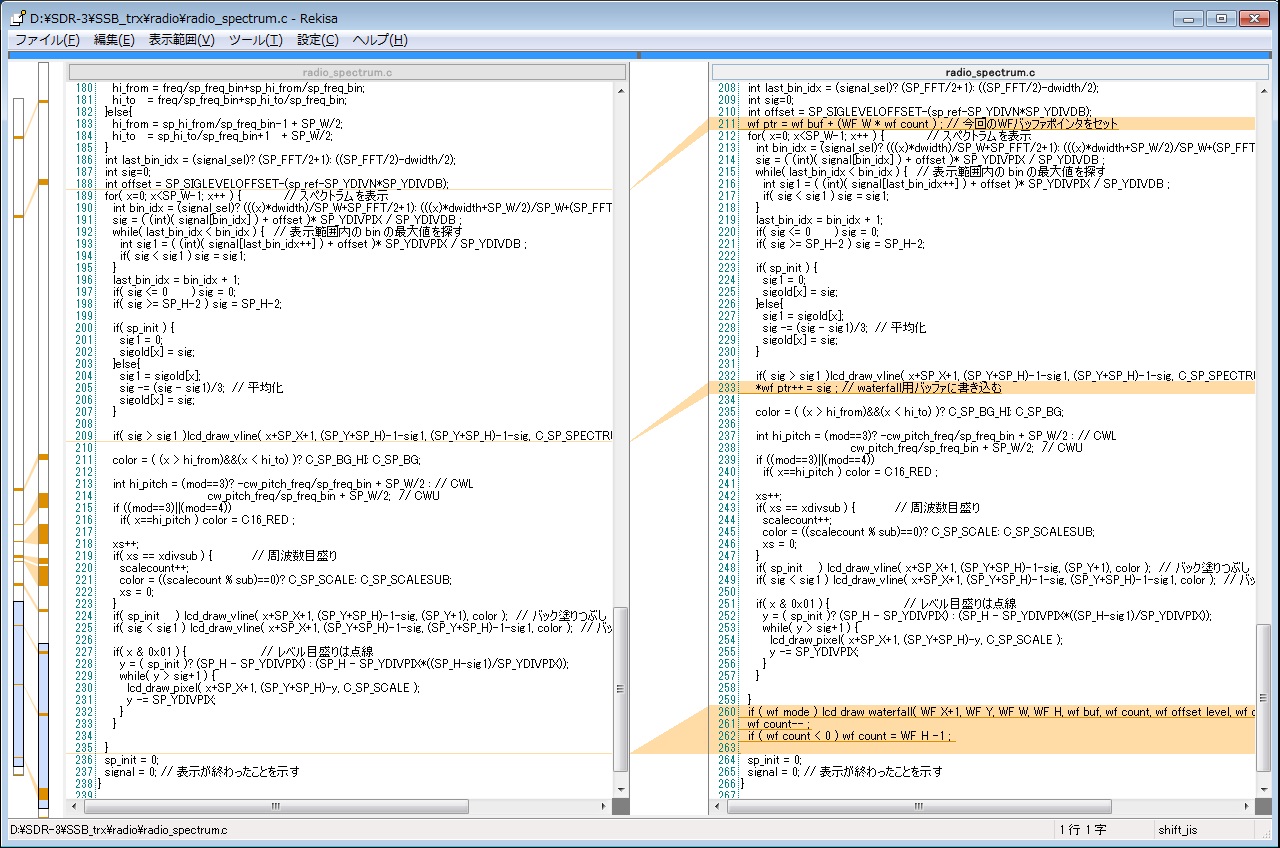 D:¥SDR-3¥SSB_trx¥radio¥radio_spectrum.c - Rekisa
ファイル(F) 編集(E) 表示範囲(V) ツール(T) 設定(C) ヘルプ(H)
radio_spectrum.c
180 hi_from = freq/sp_freq_bin+sp_hi_from/sp_freq_bin;
181 hi_to = freq/sp_freq_bin+sp_hi_to/sp_freq_bin;
182 }else{
183 hi_from = sp_hi_from/sp_freq_bin-1 + SP_W/2;
184 hi_to = sp_hi_to/sp_freq_bin+1 + SP_W/2;
185 }
186 int last_bin_idx = (signal_sel)? (SP_FFT/2+1): ((SP_FFT/2)-dwidth/2);
187 int sig=0;
188 int offset = SP_SIGLEVELOFFSET-(sp_ref-SP_YDIVN*SP_YDIVDB);
189 for( x=0; x<SP_W-1; x++ ) { // スペクトラムを表示
190 int bin_idx = (signal_sel)? (((x)*dwidth)/SP_W+SP_FFT/2+1): (((x)*dwidth+SP_W/2)/SP_W+(SP_FFT
191 sig = ( (int)( signal[bin_idx] ) + offset )* SP_YDIVPIX / SP_YDIVDB ;
192 while( last_bin_idx < bin_idx ) { // 表示範囲内の bin の最大値を探す
193 int sig1 = ( (int)( signal[last_bin_idx++] ) + offset )* SP_YDIVPIX / SP_YDIVDB ;
194 if( sig < sig1 ) sig = sig1;
195 }
196 last_bin_idx = bin_idx + 1;
197 if( sig <= 0 ) sig = 0;
198 if( sig >= SP_H-2 ) sig = SP_H-2;
199
200 if( sp_init ) {
201 sig1 = 0;
202 sigold[x] = sig;
203 }else{
204 sig1 = sigold[x];
205 sig -= (sig - sig1)/3; // 平均化
206 sigold[x] = sig;
207 }
208
209 if( sig > sig1 )lcd_draw_vline( x+SP_X+1, (SP_Y+SP_H)-1-sig1, (SP_Y+SP_H)-1-sig, C_SP_SPECTRU
210
211 color = ( (x > hi_from)&&(x < hi_to) )? C_SP_BG_HI: C_SP_BG;
212
213 int hi_pitch = (mod==3)? -cw_pitch_freq/sp_freq_bin + SP_W/2 : // CWL
214 cw_pitch_freq/sp_freq_bin + SP_W/2; // CWU
215 if ((mod==3)||(mod==4))
216 if( x==hi_pitch ) color = C16_RED ;
217
218 xs++;
219 if( xs == xdivsub ) { // 周波数目盛り
220 scalecount++;
221 color = ((scalecount % sub)==0)? C_SP_SCALE: C_SP_SCALESUB;
222 xs = 0;
223 }
224 if( sp_init ) lcd_draw_vline( x+SP_X+1, (SP_Y+SP_H)-1-sig, (SP_Y+1), color ); // バック塗りつぶし
225 if( sig < sig1 ) lcd_draw_vline( x+SP_X+1, (SP_Y+SP_H)-1-sig, (SP_Y+SP_H)-1-sig1, color ); // バッ
226
227 if( x & 0x01 ) { // レベル目盛りは点線
228 y = ( sp_init )? (SP_H - SP_YDIVPIX) : (SP_H - SP_YDIVPIX*((SP_H-sig1)/SP_YDIVPIX));
229 while( y > sig+1 ) {
230 lcd_draw_pixel( x+SP_X+1, (SP_Y+SP_H)-y, C_SP_SCALE );
231 y -= SP_YDIVPIX;
232 }
233 }
234
235 }
236 sp_init = 0;
237 signal = 0; // 表示が終わったことを示す
238 }
239
radio_spectrum.c
208 int last_bin_idx = (signal_sel)? (SP_FFT/2+1): ((SP_FFT/2)-dwidth/2);
209 int sig=0;
210 int offset = SP_SIGLEVELOFFSET-(sp_ref-SP_YDIVN*SP_YDIVDB);
211 wf_ptr = wf_buf + (WF_W * wf_count ) ; // 今回のWFバッファポインタをセット
212 for( x=0; x<SP_W-1; x++ ) { // スペクトラムを表示
213 int bin_idx = (signal_sel)? (((x)*dwidth)/SP_W+SP_FFT/2+1): (((x)*dwidth+SP_W/2)/SP_W+(SP_FFT
214 sig = ( (int)( signal[bin_idx] ) + offset )* SP_YDIVPIX / SP_YDIVDB ;
215 while( last_bin_idx < bin_idx ) { // 表示範囲内の bin の最大値を探す
216 int sig1 = ( (int)( signal[last_bin_idx++] ) + offset )* SP_YDIVPIX / SP_YDIVDB ;
217 if( sig < sig1 ) sig = sig1;
218 }
219 last_bin_idx = bin_idx + 1;
220 if( sig <= 0 ) sig = 0;
221 if( sig >= SP_H-2 ) sig = SP_H-2;
222
223 if( sp_init ) {
224 sig1 = 0;
225 sigold[x] = sig;
226 }else{
227 sig1 = sigold[x];
228 sig -= (sig - sig1)/3; // 平均化
229 sigold[x] = sig;
230 }
231
232 if( sig > sig1 )lcd_draw_vline( x+SP_X+1, (SP_Y+SP_H)-1-sig1, (SP_Y+SP_H)-1-sig, C_SP_SPECTRU
233 *wf_ptr++ = sig ; // waterfall用バッファに書き込む
234
235 color = ( (x > hi_from)&&(x < hi_to) )? C_SP_BG_HI: C_SP_BG;
236
237 int hi_pitch = (mod==3)? -cw_pitch_freq/sp_freq_bin + SP_W/2 : // CWL
238 cw_pitch_freq/sp_freq_bin + SP_W/2; // CWU
239 if ((mod==3)||(mod==4))
240 if( x==hi_pitch ) color = C16_RED ;
241
242 xs++;
243 if( xs == xdivsub ) { // 周波数目盛り
244 scalecount++;
245 color = ((scalecount % sub)==0)? C_SP_SCALE: C_SP_SCALESUB;
246 xs = 0;
247 }
248 if( sp_init ) lcd_draw_vline( x+SP_X+1, (SP_Y+SP_H)-1-sig, (SP_Y+1), color ); // バック塗りつぶし
249 if( sig < sig1 ) lcd_draw_vline( x+SP_X+1, (SP_Y+SP_H)-1-sig, (SP_Y+SP_H)-1-sig1, color ); // バッ
250
251 if( x & 0x01 ) { // レベル目盛りは点線
252 y = ( sp_init )? (SP_H - SP_YDIVPIX) : (SP_H - SP_YDIVPIX*((SP_H-sig1)/SP_YDIVPIX));
253 while( y > sig+1 ) {
254 lcd_draw_pixel( x+SP_X+1, (SP_Y+SP_H)-y, C_SP_SCALE );
255 y -= SP_YDIVPIX;
256 }
257 }
258
259 }
260 if ( wf_mode ) lcd_draw_waterfall( WF_X+1, WF_Y, WF_W, WF_H, wf_buf, wf_count, wf_offset_level, wf_c
261 wf_count-- ;
262 if ( wf_count < 0 ) wf_count = WF_H -1 ;
263
264 sp_init = 0;
265 signal = 0; // 表示が終わったことを示す
266 }
267
D:¥SDR-3¥SSB_trx¥radio¥radio_spectrum.c 1 行 1 字 shift_jis